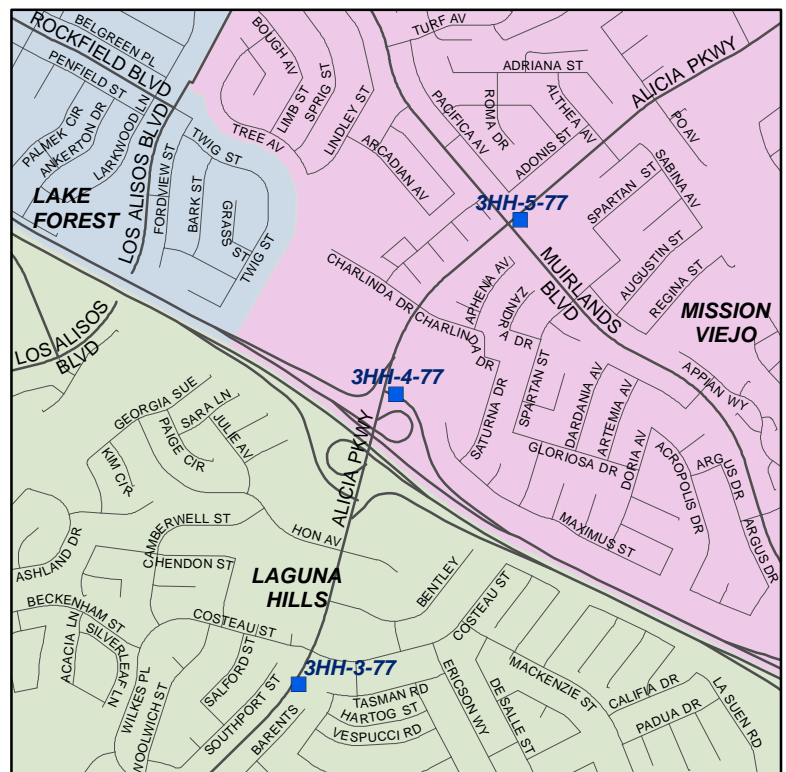 BELGREEN PL
ROCKFIELD BLVD
PENFIELD ST
PALMEK CIR
ANKERTON DR
LARKWOOD LN
LOS ALISOS BLVD
LAKE
FOREST
FORDVIEW ST
BARK ST
TWIG ST
GRASS
ST
TWIG ST
BOUGH AV
LIMB ST
SPRIG ST
TREE AV
LINDLEY ST
ARCADIAN AV
TURF AV
ADRIANA ST
PACIFICA AV
ROMA DR
ALTHEA AV
ADONIS ST
ALICIA PKWY
PO AV
SABINA AV
SPARTAN ST
AUGUSTIN ST
REGINA ST
3HH-5-77
MUIRLANDS
BLVD
MISSION
VIEJO
CHARLINDA DR
CHARLINDA DR
APHENA AV
ZANDRA DR
SPARTAN ST
SATURNA DR
DARDANIA AV
ARTEMIA AV
GLORIOSA DR
DORIA AV
MAXIMUS ST
ACROPOLIS DR
APPIAN WY
ARGUS DR
ARGUS DR
3HH-4-77
ALICIA PKWY
LOS ALISOS
BLVD
GEORGIA SUE
SARA LN
PAIGE CIR
JULIE AV
KIM CIR
HON AV
CAMBERWELL ST
CHENDON ST
ASHLAND DR
BECKENHAM ST
ACACIA LN
SILVERLEAF LN
WILKES PL
WOOLWICH ST
COSTEAU ST
SALFORD ST
SOUTHPORT ST
LAGUNA
HILLS
BENTLEY
COSTEAU ST
3HH-3-77
BARENTS
TASMAN RD
HARTOG ST
VESPUCCI RD
ERICSON WY
DE SALLE ST
MACKENZIE ST
CALIFIA DR
PADUA DR
LA SUEN RD